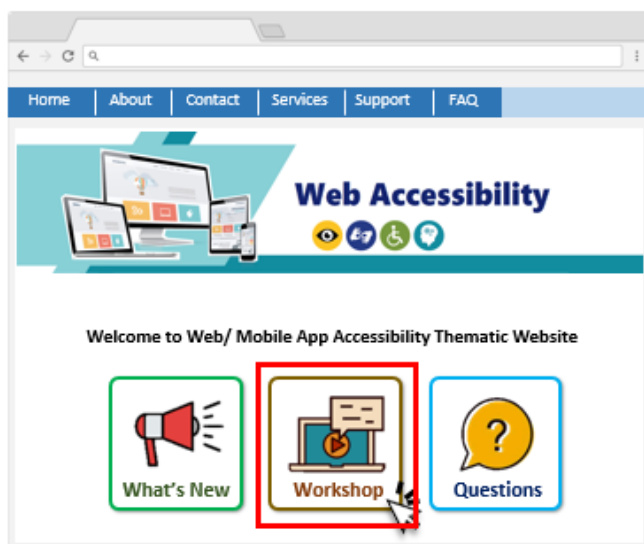 Home About Contact Services Support FAQ
Web Accessibility
Welcome to Web/ Mobile App Accessibility Thematic Website
What's New Workshop Questions